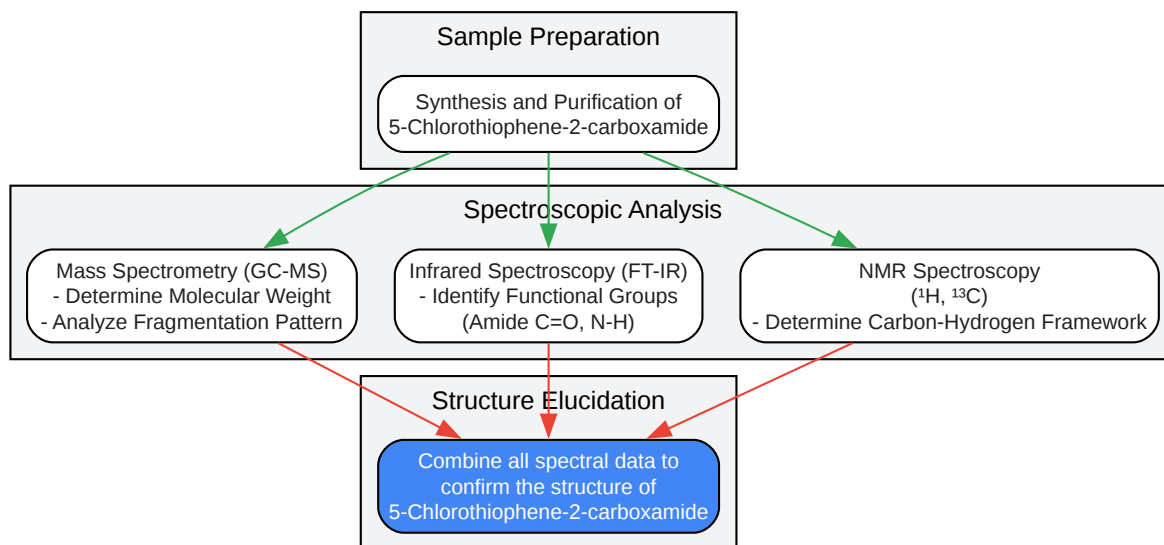 Sample Preparation
Synthesis and Purification of
5-Chlorothiophene-2-carboxamide
Spectroscopic Analysis
Mass Spectrometry (GC-MS)
- Determine Molecular Weight
- Analyze Fragmentation Pattern
Infrared Spectroscopy (FT-IR)
- Identify Functional Groups
(Amide C=O, N-H)
NMR Spectroscopy
(¹H, ¹³C)
- Determine Carbon-Hydrogen Framework
Structure Elucidation
Combine all spectral data to
confirm the structure of
5-Chlorothiophene-2-carboxamide